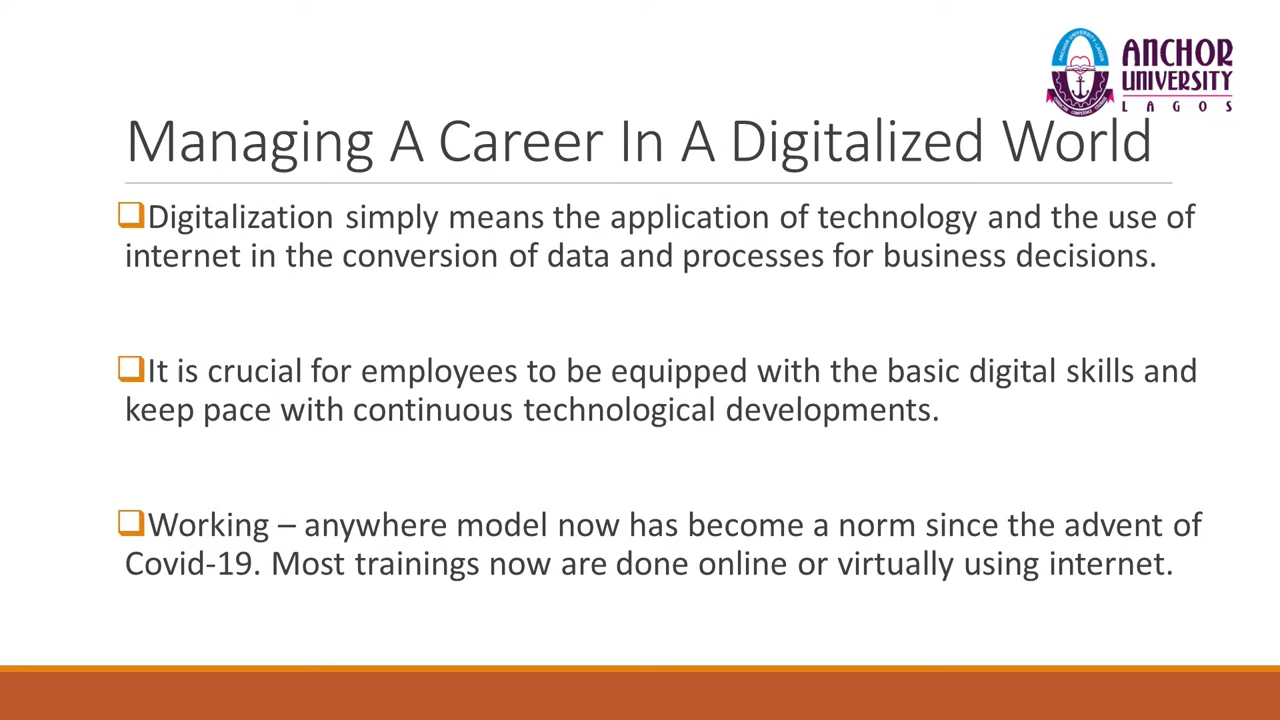 ANCHOR
UNIVERSITY
LAGOS
Managing A Career In A Digitalized World
Digitalization simply means the application of technology and the use of
internet in the conversion of data and processes for business decisions.
It is crucial for employees to be equipped with the basic digital skills and
keep pace with continuous technological developments.
Working – anywhere model now has become a norm since the advent of
Covid-19. Most trainings now are done online or virtually using internet.